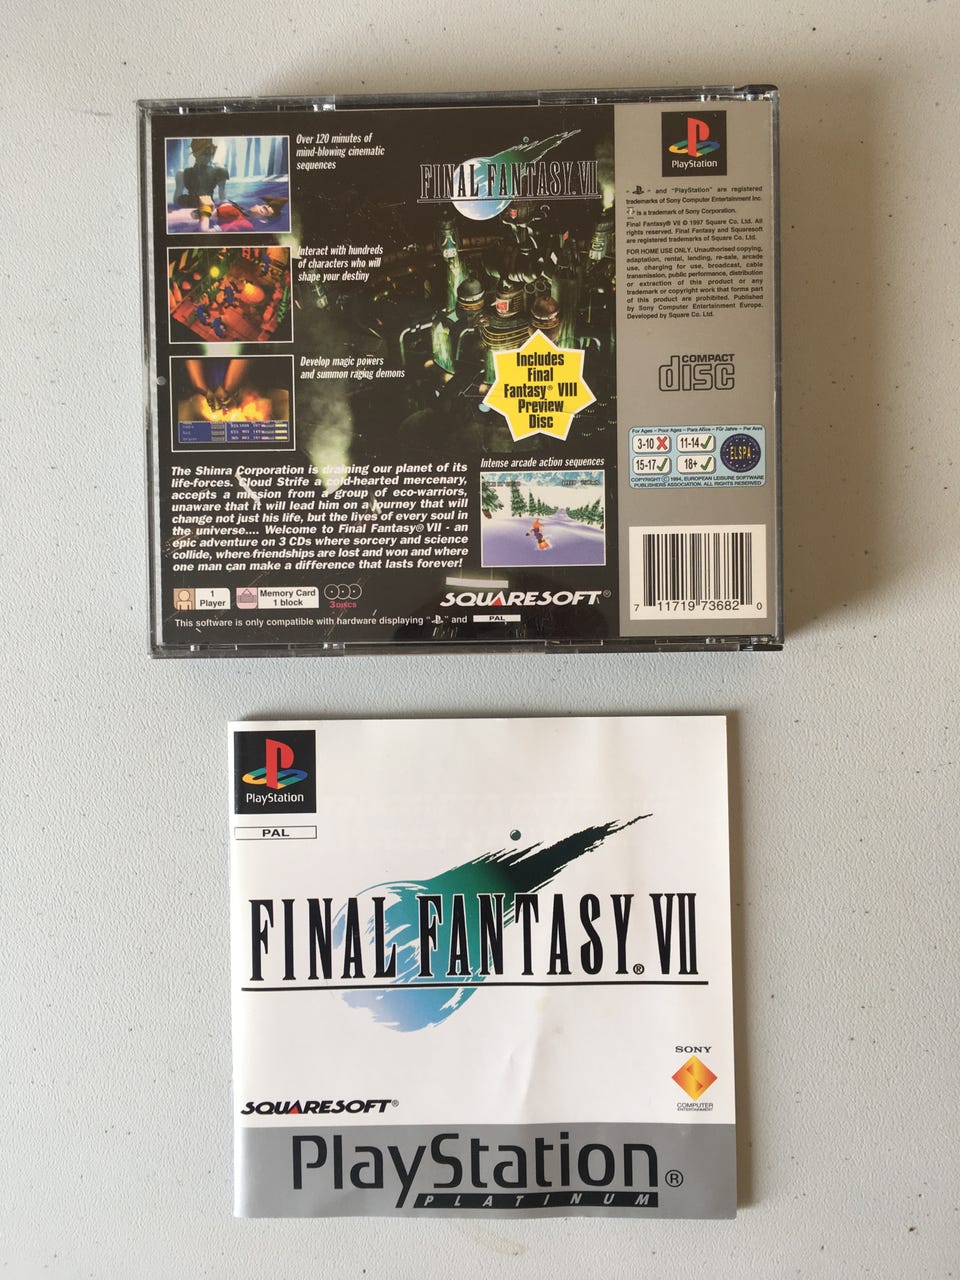 Over 120 minutes of
mind-blowing cinematic
sequences
Interact with hundreds
of characters who will
shape your destiny
Develop magic powers
and summon raging demons
FINAL FANTASY. VII
Includes
Final
Fantasy® VIII
Preview
Disc
Intense arcade action sequences
The Shinra Corporation is draining our planet of its
life-forces. Cloud Strife a cold-hearted mercenary,
accepts a mission from a group of eco-warriors,
unaware that it will lead him on a journey that will
change not just his life, but the lives of every soul in
the universe.... Welcome to Final Fantasy® VII - an
epic adventure on 3 CDs where sorcery and science
collide, where friendships are lost and won and where
one man can make a difference that lasts forever!
1
Player
Memory Card
1 block
3 DISCS
SQUARESOFT®
This software is only compatible with hardware displaying " " and PAL
PlayStation
" " and "PlayStation" are registered
trademarks of Sony Computer Entertainment Inc.
is a trademark of Sony Corporation.
Final Fantasy® VII © 1997 Square Co. Ltd. All
rights reserved. Final Fantasy and Squaresoft
are registered trademarks of Square Co. Ltd.
FOR HOME USE ONLY. Unauthorised copying,
adaptation, rental, lending, re-sale, arcade
use, charging for use, broadcast, cable
transmission, public performance, distribution
or extraction of this product or any
trademark or copyright work that forms part
of this product are prohibited. Published
by Sony Computer Entertainment Europe.
Developed by Square Co. Ltd.
COMPACT
disc
For Ages - Pour Ages - Para Años - Für Jahre - Per Anni
3-10 11-14
15-17 18+
ELSPA
COPYRIGHT © 1994, EUROPEAN LEISURE SOFTWARE
PUBLISHERS ASSOCIATION. ALL RIGHTS RESERVED
7 11719 73682 0
PlayStation
PAL
FINAL FANTASY® VII
SQUARESOFT®
SONY
COMPUTER
ENTERTAINMENT
PlayStation®
PLATINUM